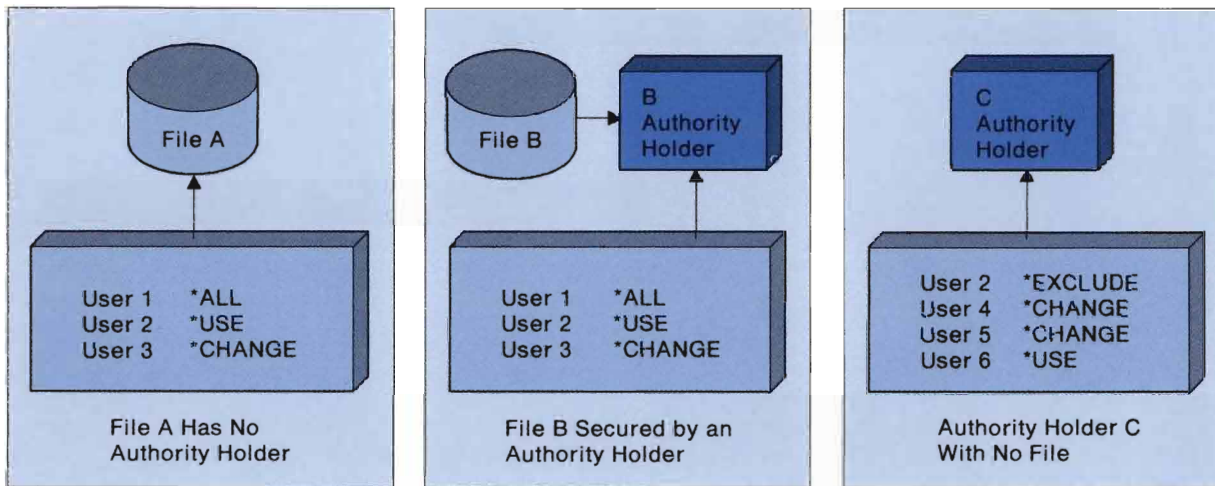 File A
User 1 *ALL
User 2 *USE
User 3 *CHANGE
File A Has No
Authority Holder
File B
B
Authority
Holder
User 1 *ALL
User 2 *USE
User 3 *CHANGE
File B Secured by an
Authority Holder
C
Authority
Holder
User 2 *EXCLUDE
User 4 *CHANGE
User 5 *CHANGE
User 6 *USE
Authority Holder C
With No File